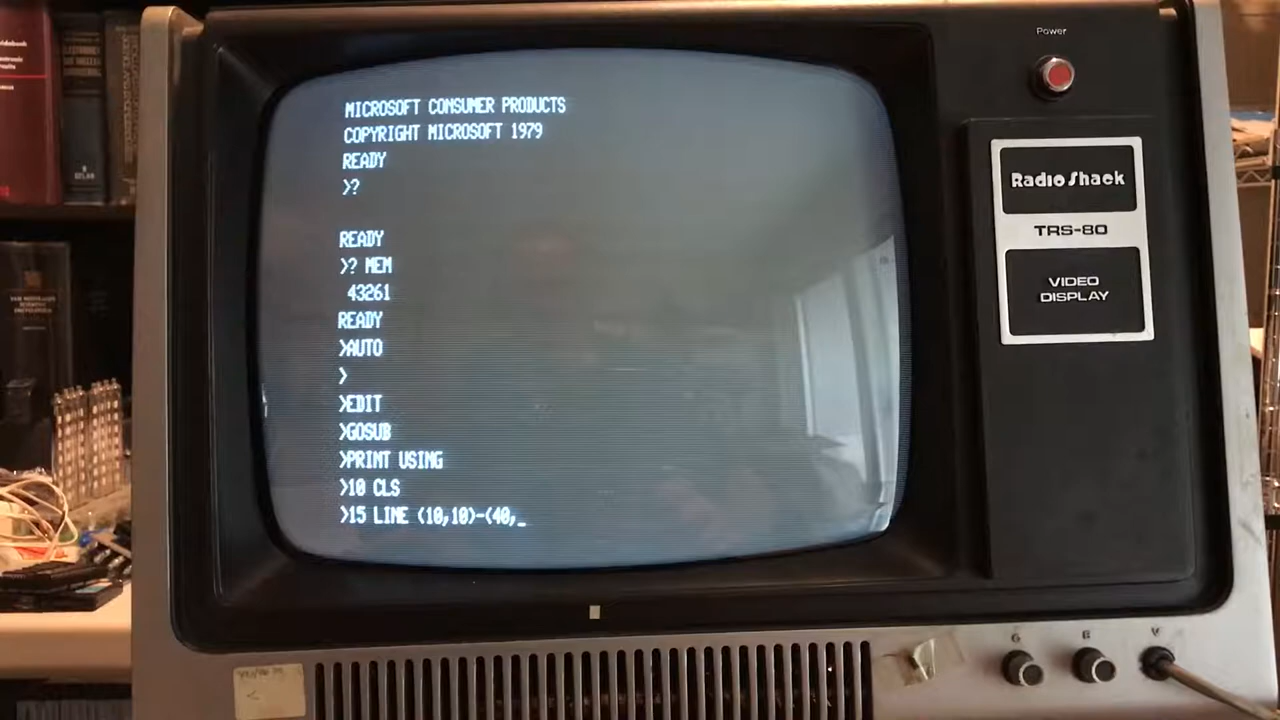 MICROSOFT CONSUMER PRODUCTS
COPYRIGHT MICROSOFT 1979
READY
>?
READY
>? MEM
43261
READY
>AUTO
>
>EDIT
>GOSUB
>PRINT USING
>10 CLS
>15 LINE (10,10)-(40,_
Power
Radio Shack
TRS-80
VIDEO
DISPLAY